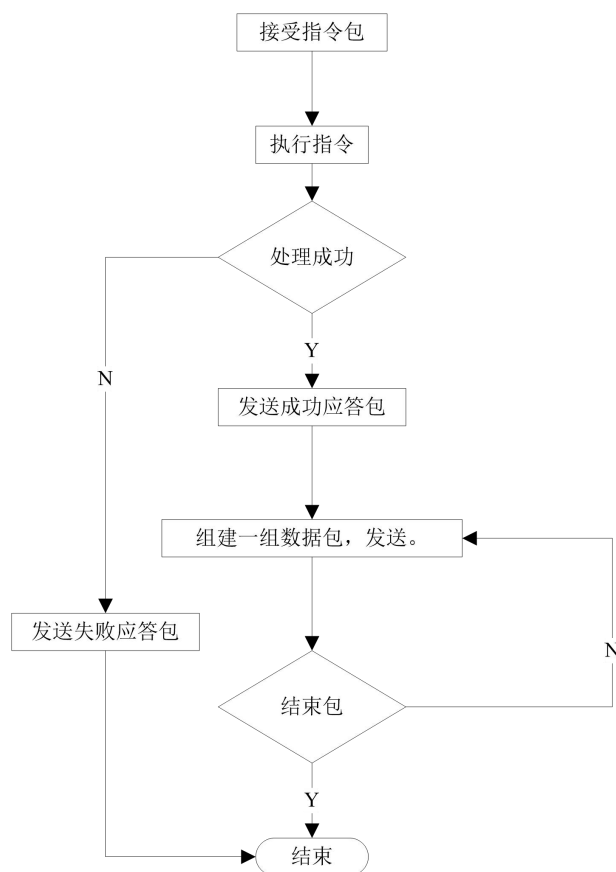 接受指令包
执行指令
处理成功
Y
N
发送成功应答包
组建一组数据包，发送。
发送失败应答包
N
结束包
Y
结束